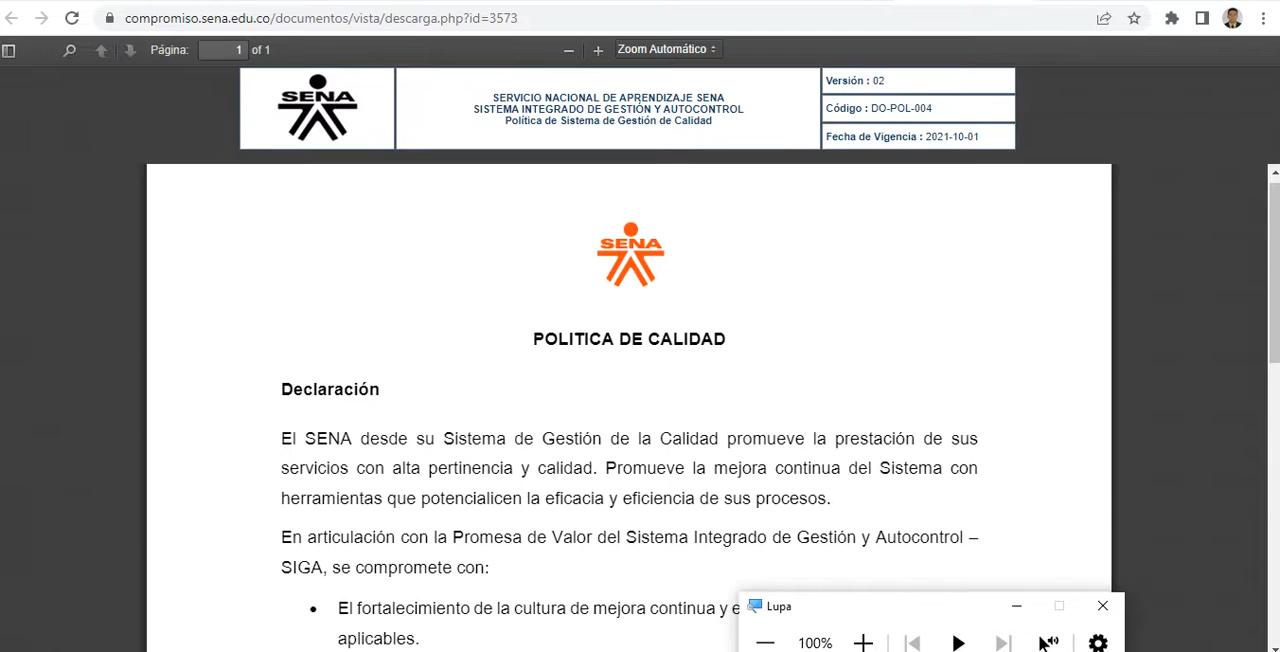 compromiso.sena.edu.co/documentos/vista/descarga.php?id=3573
Página: 1 of 1 Zoom Automático
SENA
SERVICIO NACIONAL DE APRENDIZAJE SENA
SISTEMA INTEGRADO DE GESTIÓN Y AUTOCONTROL
Política de Sistema de Gestión de Calidad
Versión : 02
Código : DO-POL-004
Fecha de Vigencia : 2021-10-01
SENA
POLITICA DE CALIDAD
Declaración
El SENA desde su Sistema de Gestión de la Calidad promueve la prestación de sus
servicios con alta pertinencia y calidad. Promueve la mejora continua del Sistema con
herramientas que potencialicen la eficacia y eficiencia de sus procesos.
En articulación con la Promesa de Valor del Sistema Integrado de Gestión y Autocontrol –
SIGA, se compromete con:
• El fortalecimiento de la cultura de mejora continua y e
aplicables.
Lupa
100%